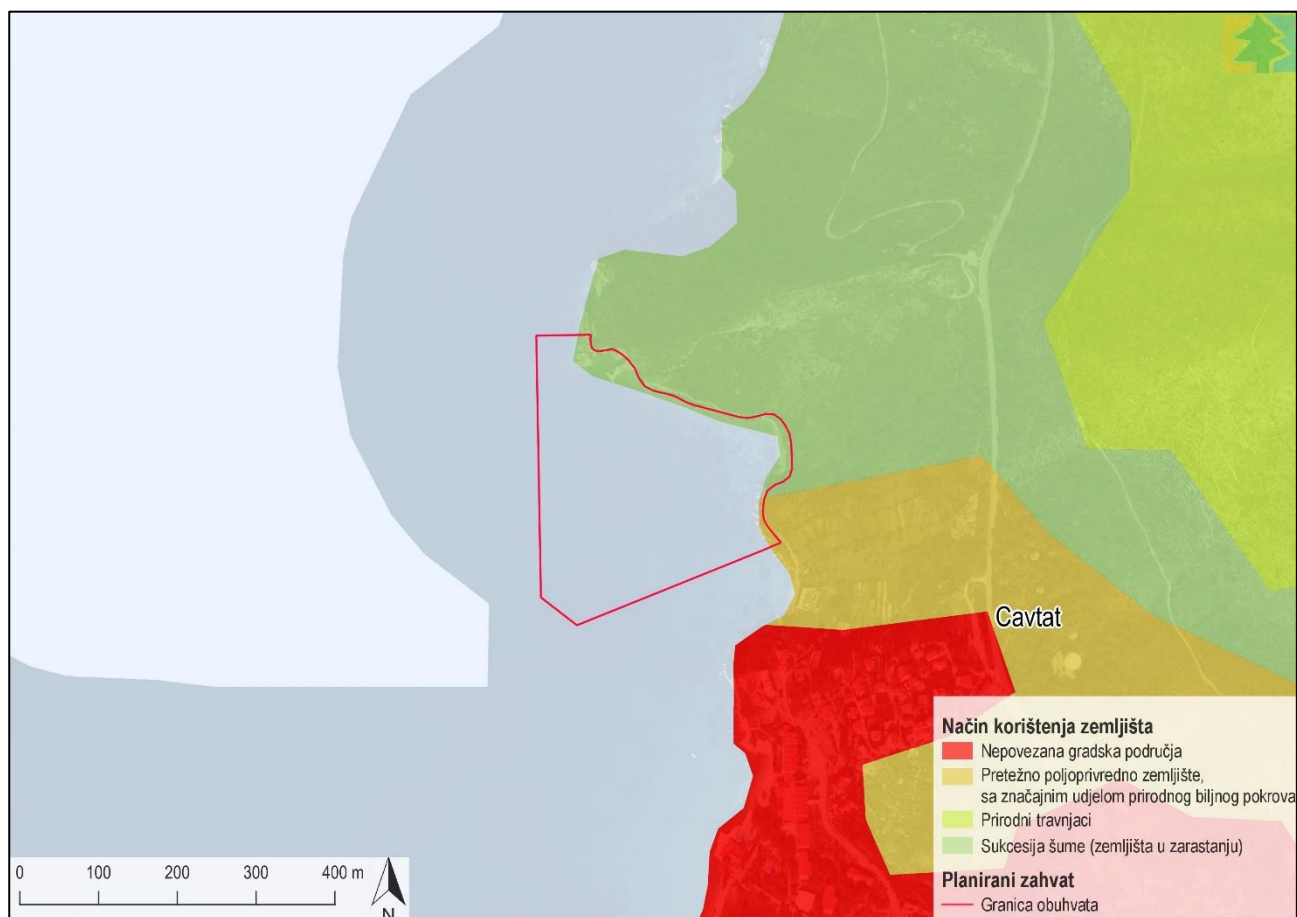 Cavtat
Način korištenja zemljišta
Nepovezana gradska područja
Pretežno poljoprivredno zemljište,
sa značajnim udjelom prirodnog biljnog pokrova
Prirodni travnjaci
Sukcesija šume (zemljišta u zarastanju)
Planirani zahvat
Granica obuhvata
0 100 200 300 400 m
N